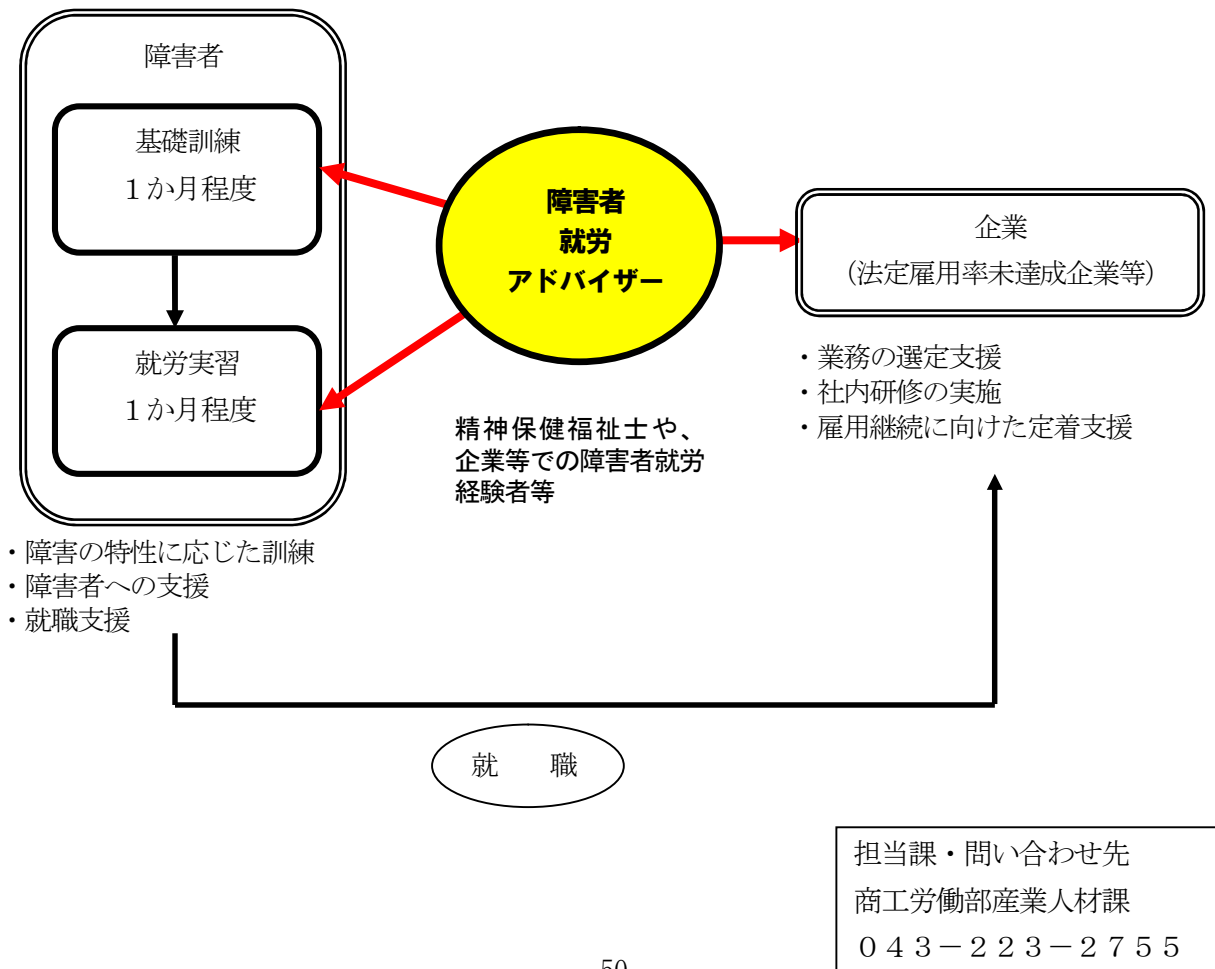 障害者
基礎訓練
１か月程度
就労実習
１か月程度
・障害の特性に応じた訓練
・障害者への支援
・就職支援
障害者
就労
アドバイザー
精神保健福祉士や、
企業等での障害者就労
経験者等
企業
（法定雇用率未達成企業等）
・業務の選定支援
・社内研修の実施
・雇用継続に向けた定着支援
就　職
担当課・問い合わせ先
商工労働部産業人材課
０４３－２２３－２７５５
50